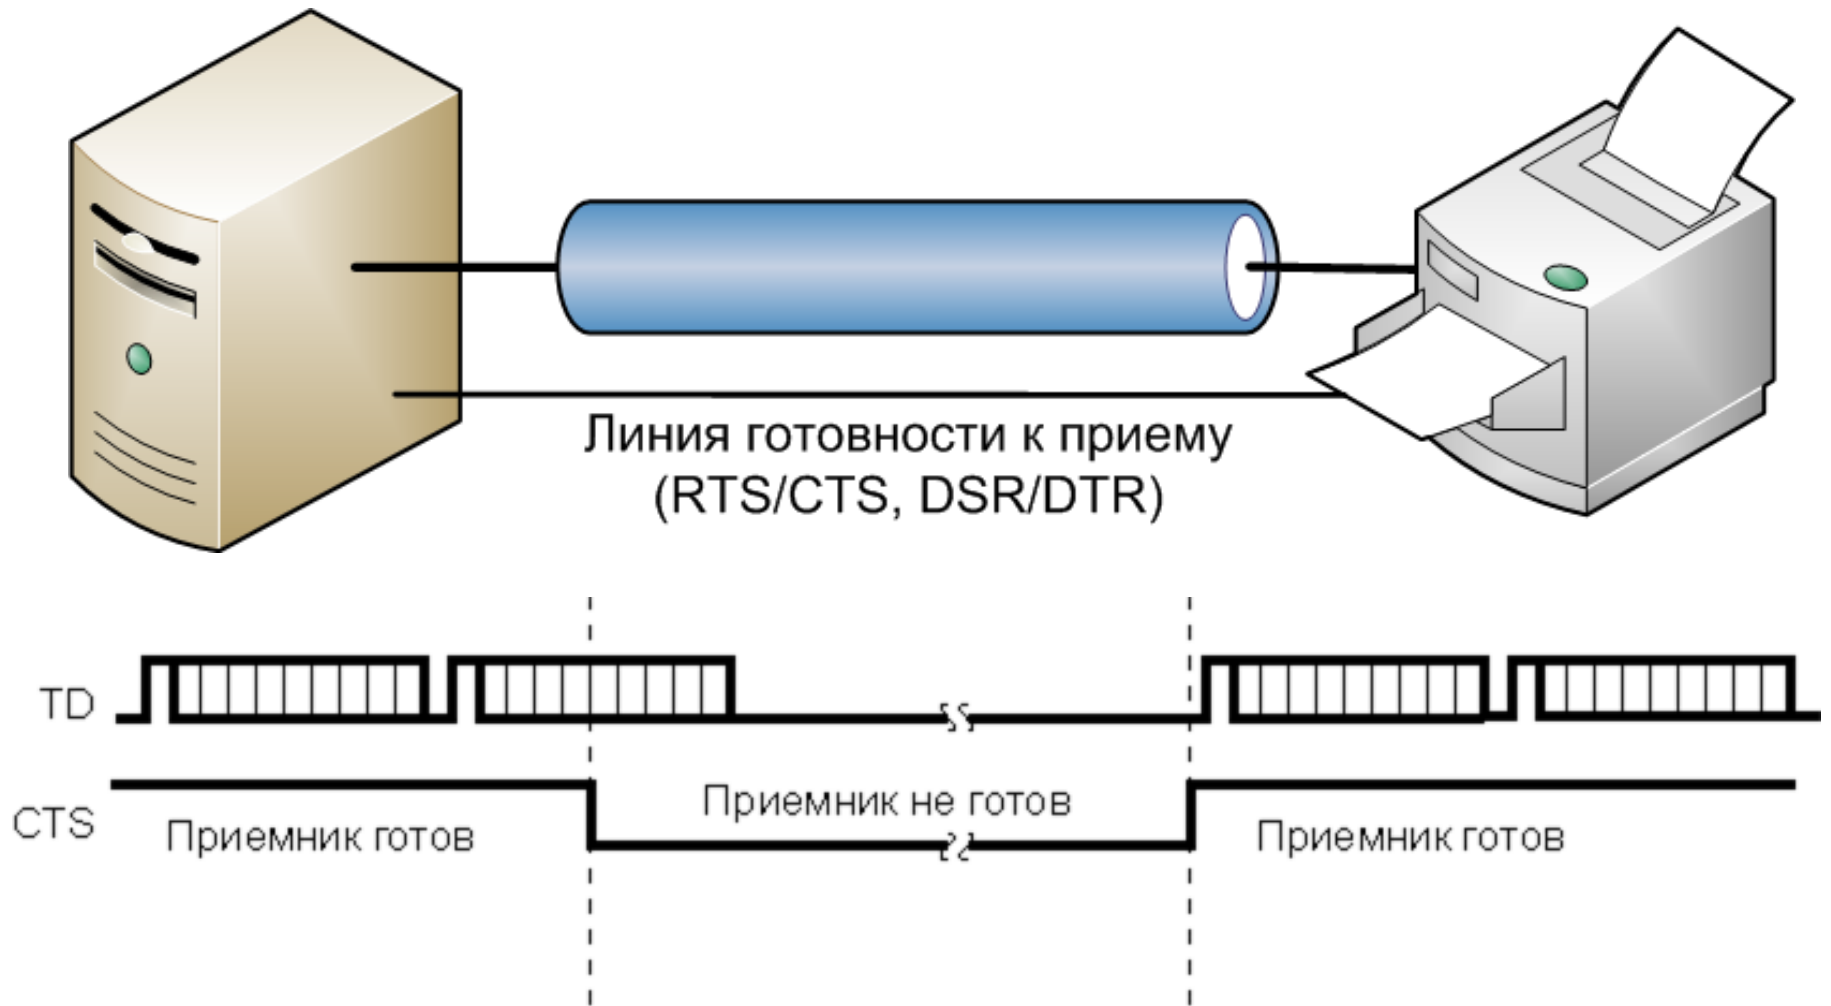 Линия готовности к приему
(RTS/CTS, DSR/DTR)
TD
CTS
Приемник готов
Приемник не готов
Приемник готов